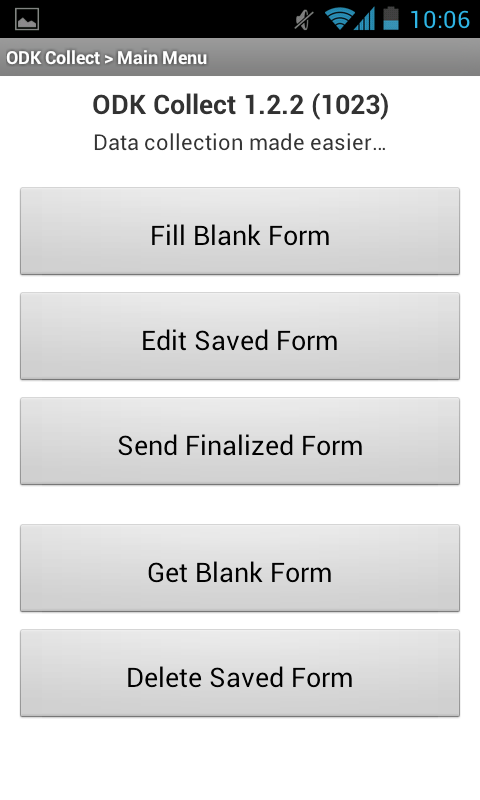 10:06
ODK Collect > Main Menu
ODK Collect 1.2.2 (1023)
Data collection made easier...
Fill Blank Form
Edit Saved Form
Send Finalized Form
Get Blank Form
Delete Saved Form